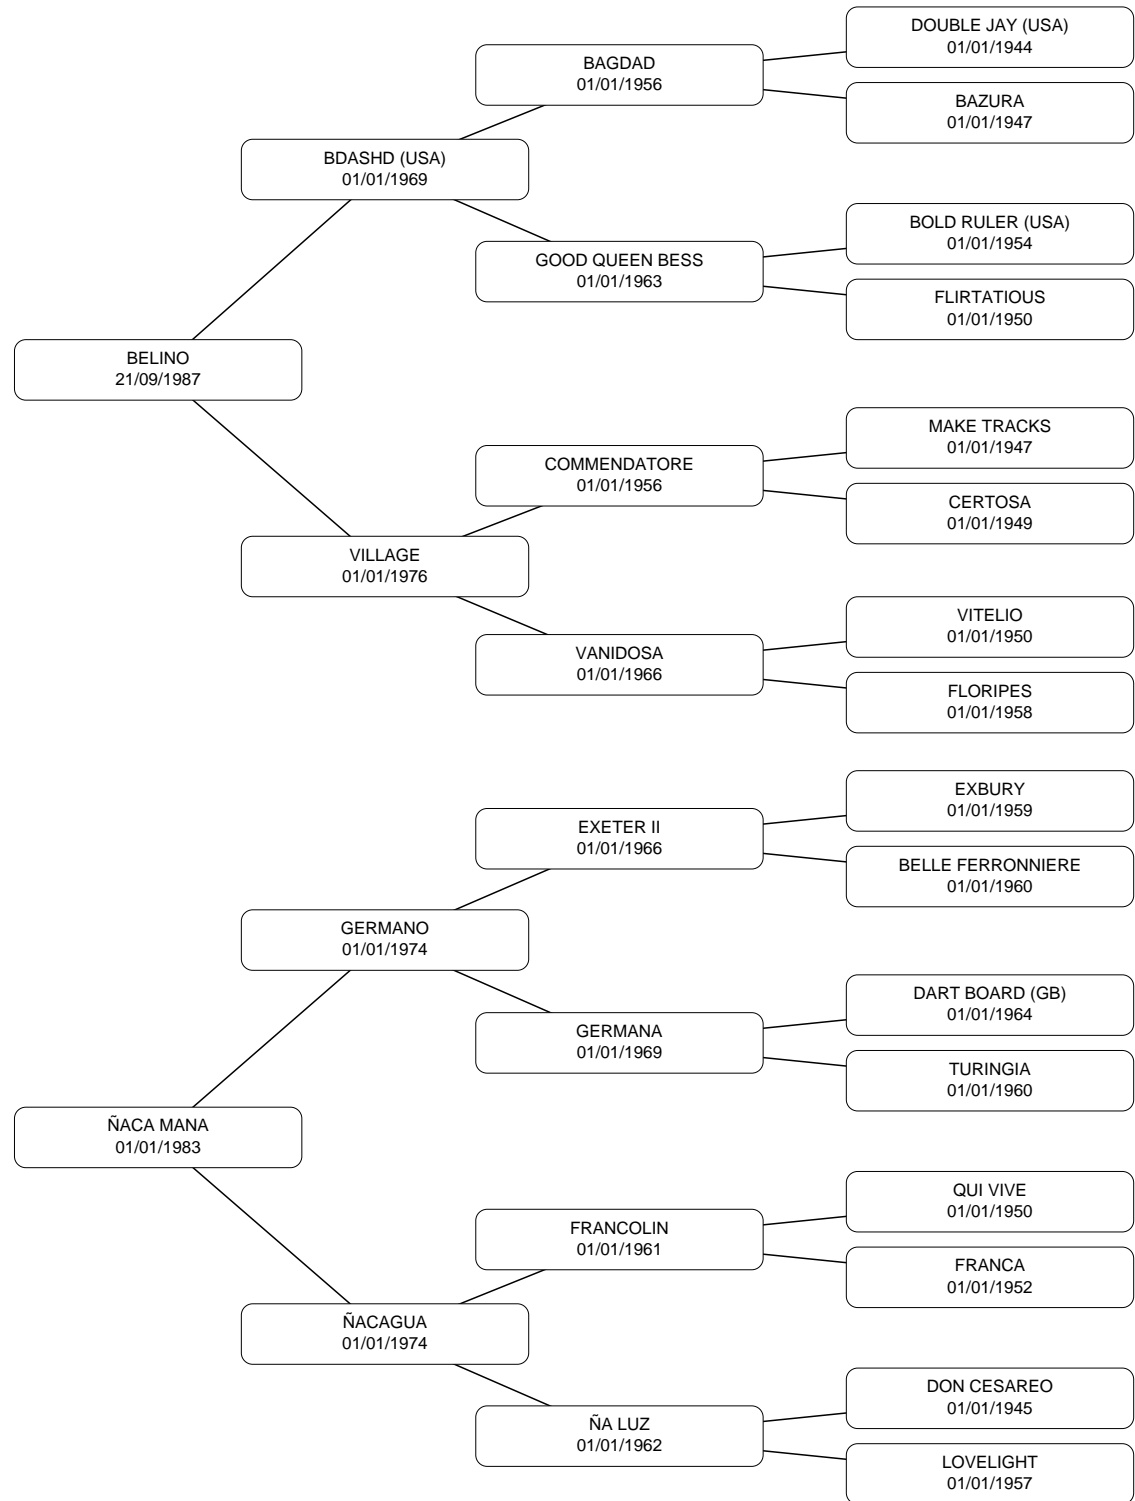 DOUBLE JAY (USA)
01/01/1944
BAGDAD
01/01/1956
BAZURA
01/01/1947
BDASHD (USA)
01/01/1969
BOLD RULER (USA)
01/01/1954
GOOD QUEEN BESS
01/01/1963
FLIRTATIOUS
01/01/1950
BELINO
21/09/1987
MAKE TRACKS
01/01/1947
COMMENDATORE
01/01/1956
CERTOSA
01/01/1949
VILLAGE
01/01/1976
VITELIO
01/01/1950
VANIDOSA
01/01/1966
FLORIPES
01/01/1958
EXBURY
01/01/1959
EXETER II
01/01/1966
BELLE FERRONNIERE
01/01/1960
GERMANO
01/01/1974
DART BOARD (GB)
01/01/1964
GERMANA
01/01/1969
TURINGIA
01/01/1960
ÑACA MANA
01/01/1983
QUI VIVE
01/01/1950
FRANCOLIN
01/01/1961
FRANCA
01/01/1952
ÑACAGUA
01/01/1974
DON CESAREO
01/01/1945
ÑA LUZ
01/01/1962
LOVELIGHT
01/01/1957